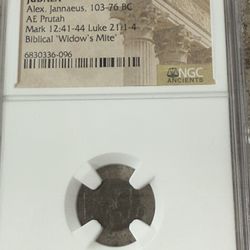 JUDAEA
Alex. Jannaeus, 103-76 BC
AE Prutah
Mark 12:41-44 Luke 21:1-4
Biblical "Widow's Mite"
6830336-096
NGC
ANCIENTS